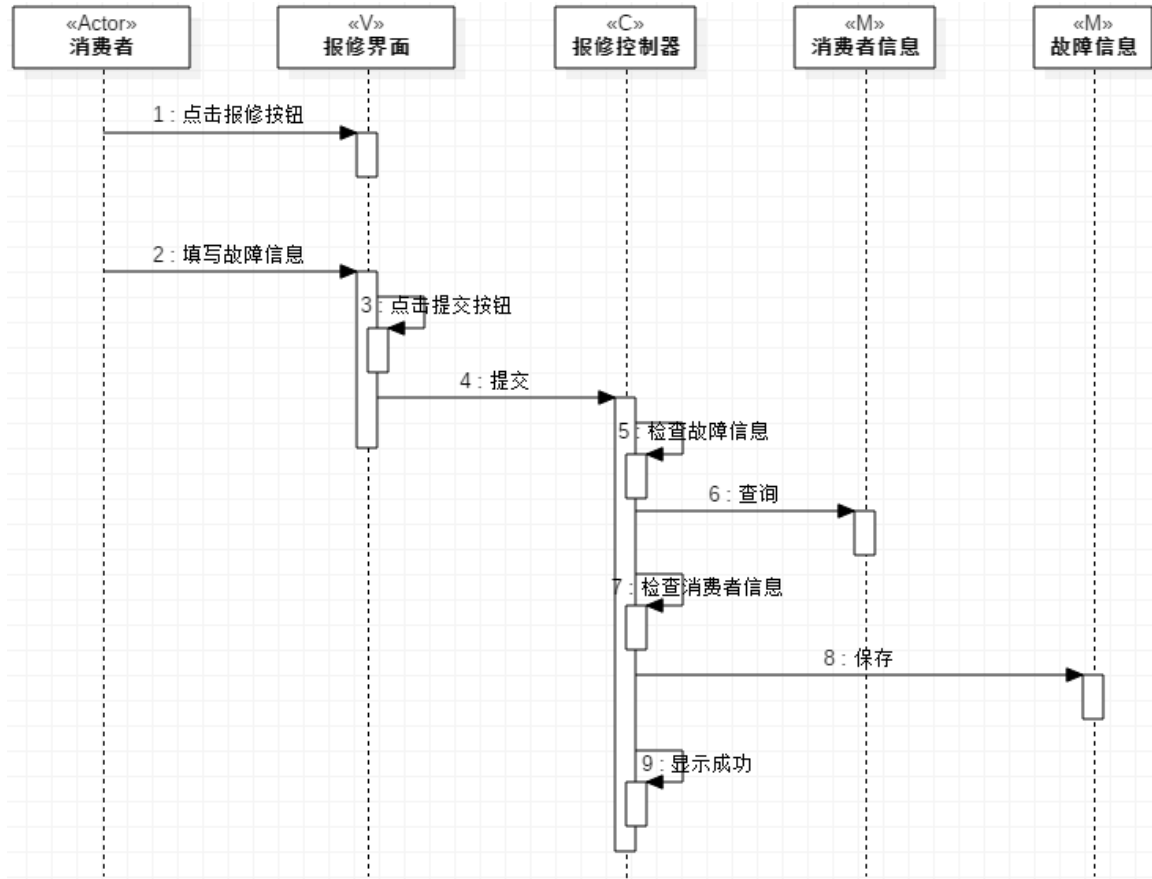 «Actor»
消费者
«V»
报修界面
«C»
报修控制器
«M»
消费者信息
«M»
故障信息
1 : 点击报修按钮
2 : 填写故障信息
3 : 点击提交按钮
4 : 提交
5 : 检查故障信息
6 : 查询
7 : 检查消费者信息
8 : 保存
9 : 显示成功